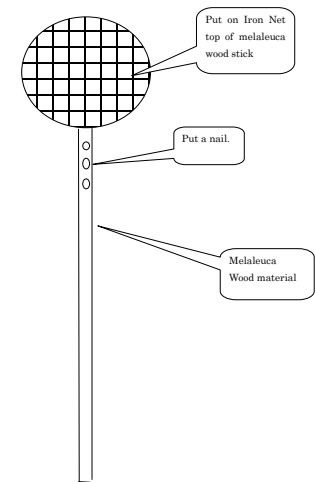 Put on Iron Net
top of melaleuca
wood stick
Put a nail.
Melaleuca
Wood material